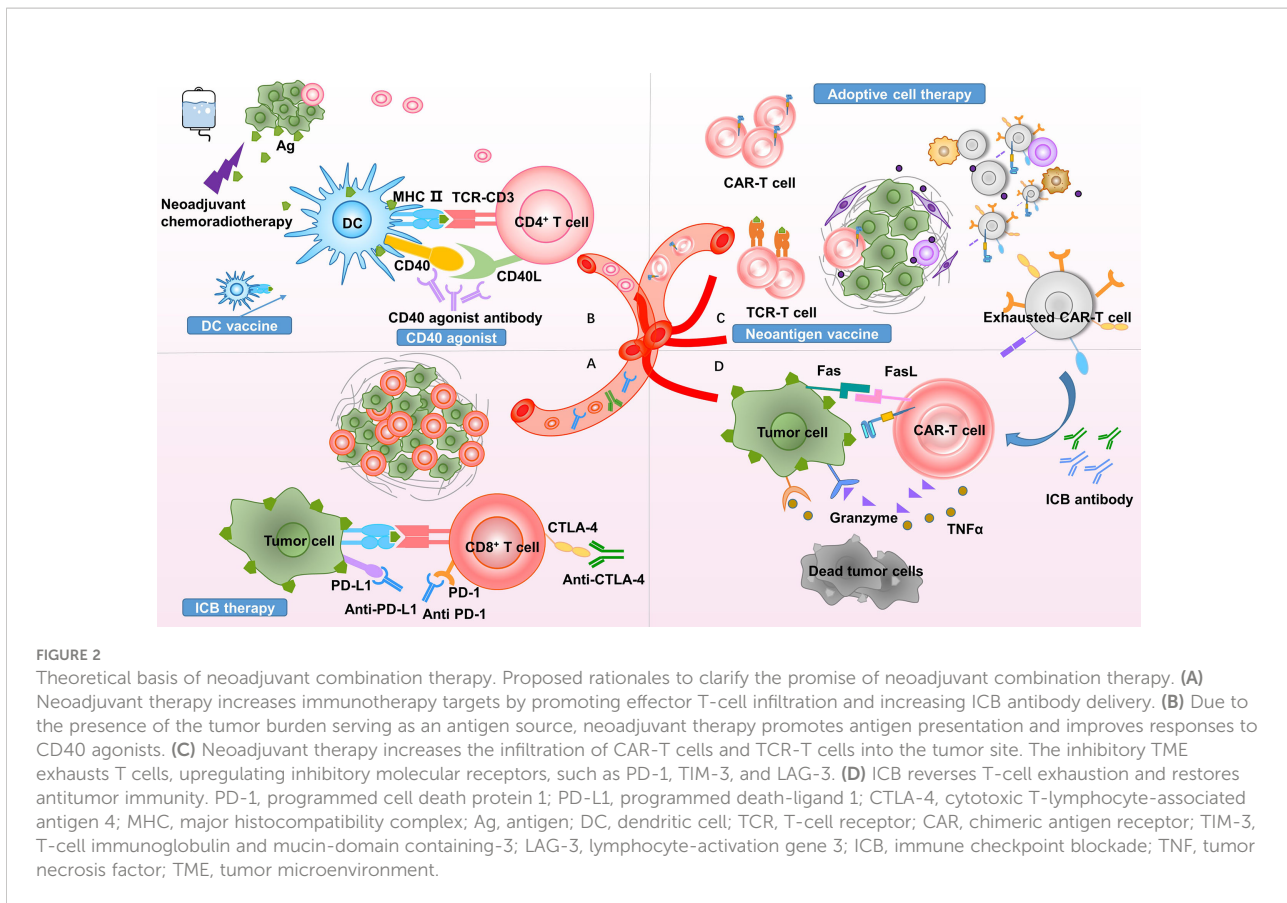 Ag
Neoadjuvant
chemoradiotherapy
DC
MHC II
TCR-CD3
CD4+ T cell
CD40
CD40L
CD40 agonist antibody
DC vaccine
CD40 agonist
B
Adoptive cell therapy
CAR-T cell
TCR-T cell
Exhausted CAR-T cell
C
Neoantigen vaccine
A
Tumor cell
CD8+ T cell
CTLA-4
Anti-CTLA-4
PD-L1
PD-1
Anti-PD-L1
Anti PD-1
ICB therapy
D
Fas
FasL
Tumor cell
CAR-T cell
ICB antibody
Granzyme
TNFα
Dead tumor cells
FIGURE 2
Theoretical basis of neoadjuvant combination therapy. Proposed rationales to clarify the promise of neoadjuvant combination therapy. (A)
Neoadjuvant therapy increases immunotherapy targets by promoting effector T-cell infiltration and increasing ICB antibody delivery. (B) Due to
the presence of the tumor burden serving as an antigen source, neoadjuvant therapy promotes antigen presentation and improves responses to
CD40 agonists. (C) Neoadjuvant therapy increases the infiltration of CAR-T cells and TCR-T cells into the tumor site. The inhibitory TME
exhausts T cells, upregulating inhibitory molecular receptors, such as PD-1, TIM-3, and LAG-3. (D) ICB reverses T-cell exhaustion and restores
antitumor immunity. PD-1, programmed cell death protein 1; PD-L1, programmed death-ligand 1; CTLA-4, cytotoxic T-lymphocyte-associated
antigen 4; MHC, major histocompatibility complex; Ag, antigen; DC, dendritic cell; TCR, T-cell receptor; CAR, chimeric antigen receptor; TIM-3,
T-cell immunoglobulin and mucin-domain containing-3; LAG-3, lymphocyte-activation gene 3; ICB, immune checkpoint blockade; TNF, tumor
necrosis factor; TME, tumor microenvironment.